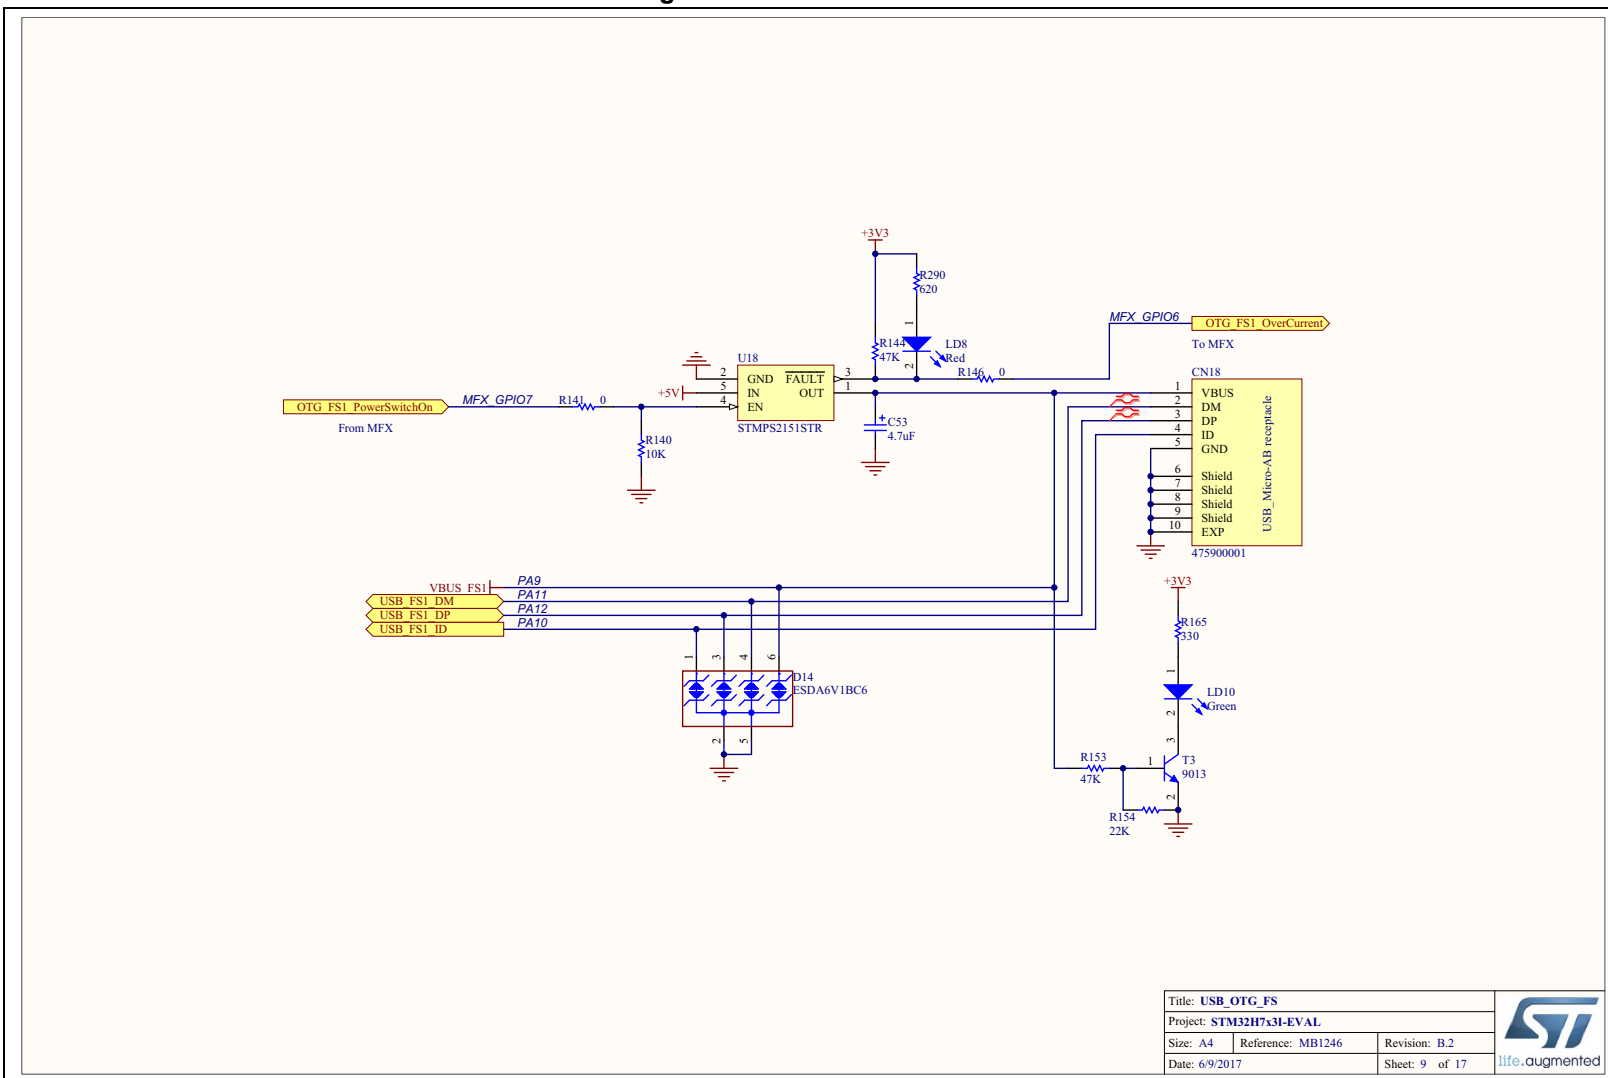 +3V3
R290
620
MFX_GPIO6
OTG_FS1_OverCurrent
To MFX
R144
47K
LD8
Red
1
2
U18
2 GND FAULT 3
5 IN OUT 1
4 EN
STMPS2151STR
+5V
R146 0
OTG_FS1_PowerSwitchOn
From MFX
MFX_GPIO7
R141 0
R140
10K
C53
4.7uF
+
CN18
1 VBUS
2 DM
3 DP
4 ID
5 GND
6 Shield
7 Shield
8 Shield
9 Shield
10 EXP
USB_Micro-AB receptacle
475900001
VBUS_FS1 PA9
USB_FS1_DM PA11
USB_FS1_DP PA12
USB_FS1_ID PA10
1 3 4 6
D14
ESDA6V1BC6
2 5
+3V3
R165
330
1
LD10
Green
2
3
R153
47K
1
T3
9013
2
R154
22K
Title: USB_OTG_FS
Project: STM32H7x3I-EVAL
Size: A4 Reference: MB1246 Revision: B.2
Date: 6/9/2017 Sheet: 9 of 17
ST
life.augmented